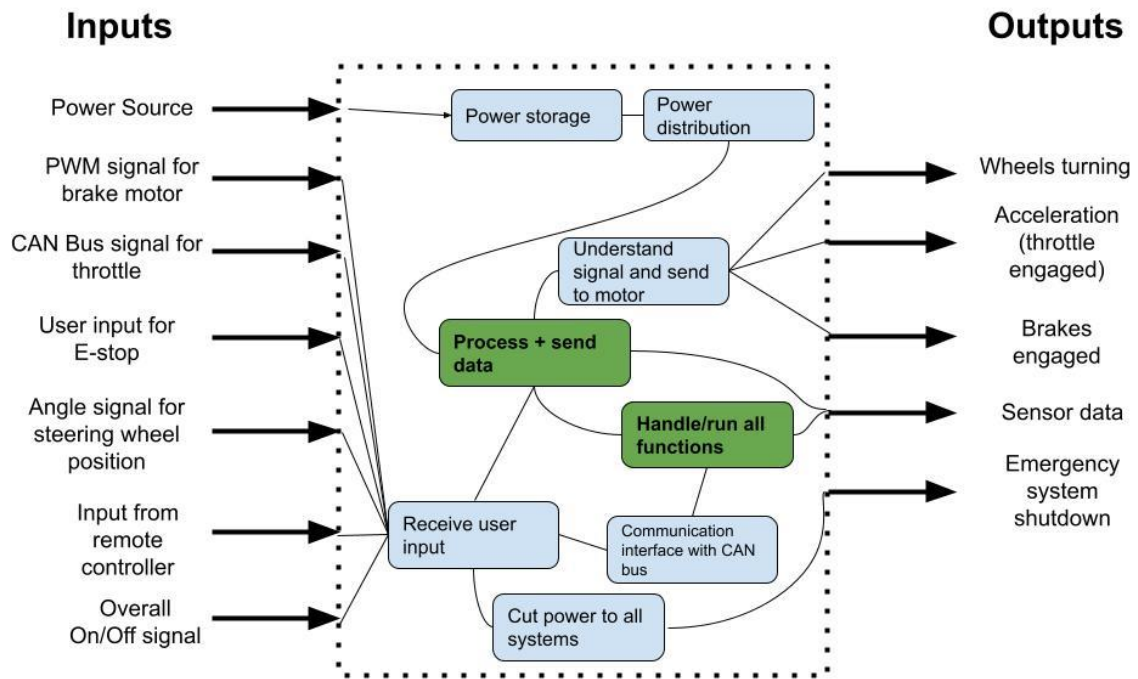 Inputs
Outputs
Power Source
PWM signal for
brake motor
CAN Bus signal for
throttle
User input for
E-stop
Angle signal for
steering wheel
position
Input from
remote
controller
Overall
On/Off signal
Power storage
Power
distribution
Understand
signal and send
to motor
Process + send
data
Handle/run all
functions
Receive user
input
Communication
interface with CAN
bus
Cut power to all
systems
Wheels turning
Acceleration
(throttle
engaged)
Brakes
engaged
Sensor data
Emergency
system
shutdown